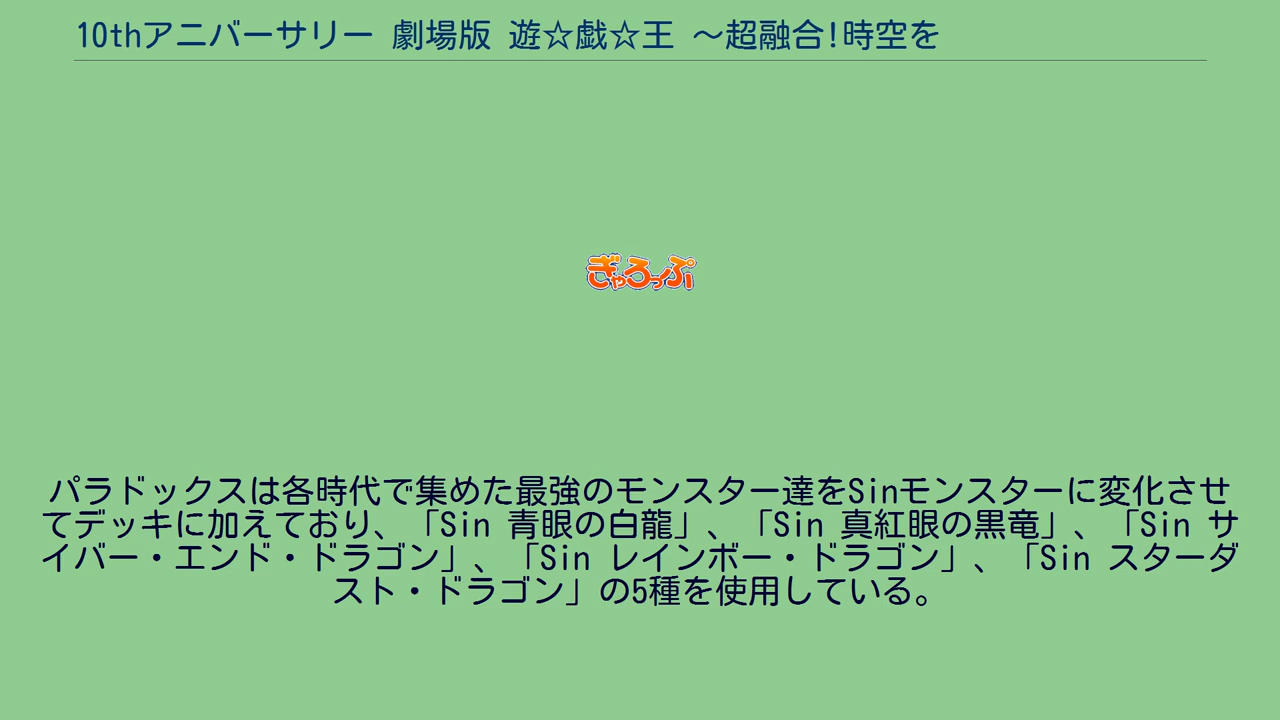 10thアニバーサリー 劇場版 遊☆戯☆王 ～超融合!時空を
ぎゃろっぷ
パラドックスは各時代で集めた最強のモンスター達をSinモンスターに変化させ
てデッキに加えており、「Sin 青眼の白龍」、「Sin 真紅眼の黒竜」、「Sin サ
イバー・エンド・ドラゴン」、「Sin レインボー・ドラゴン」、「Sin スターダ
スト・ドラゴン」の5種を使用している。